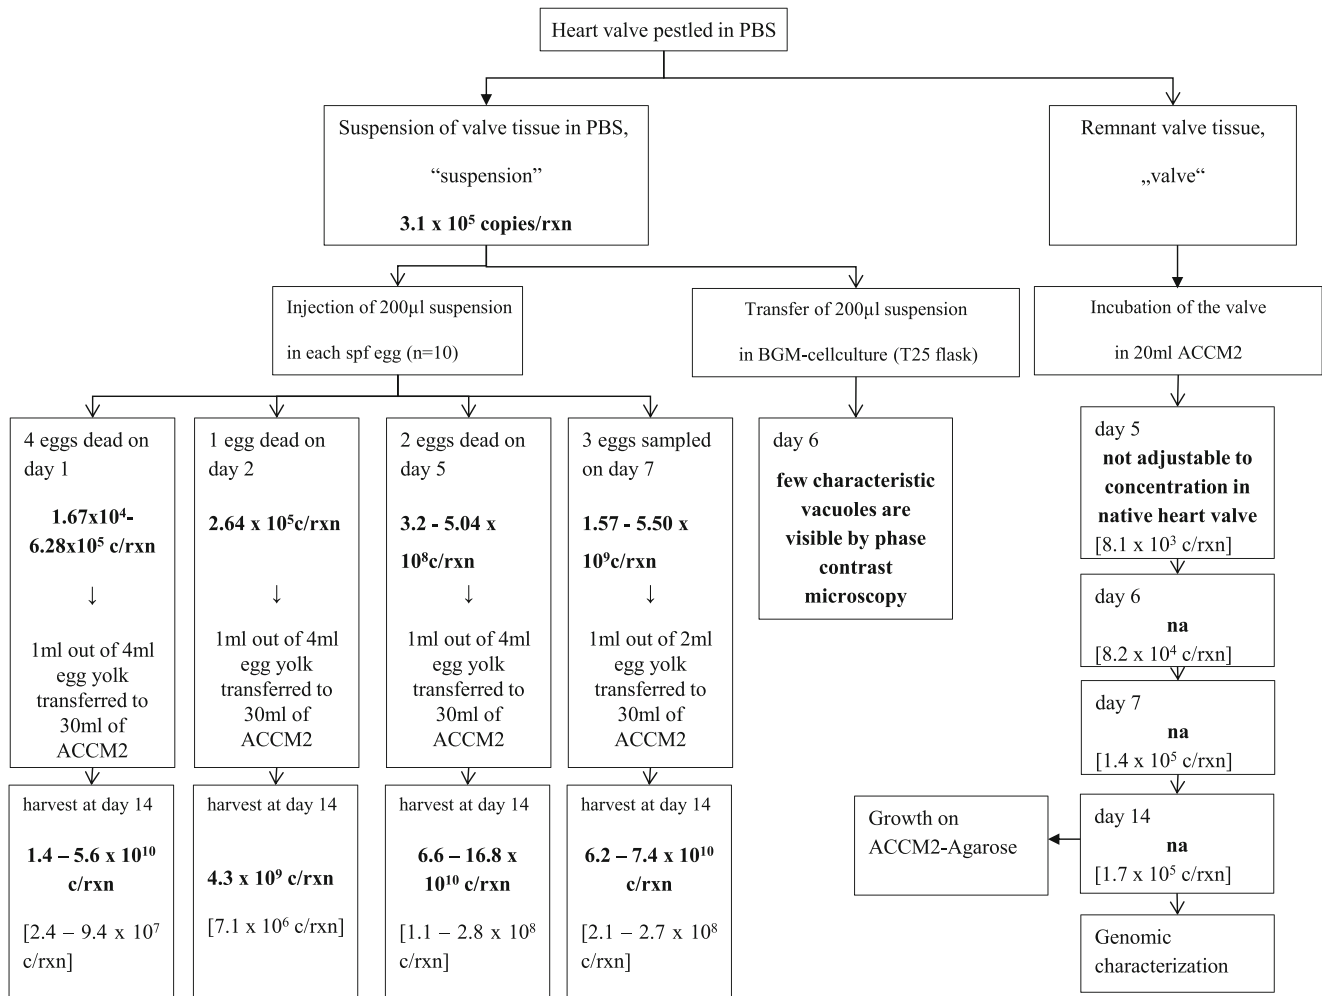 Heart valve pestled in PBS
Suspension of valve tissue in PBS,
“suspension”
3.1 x 10⁵ copies/rxn
Remnant valve tissue,
„valve“
Injection of 200µl suspension
in each spf egg (n=10)
Transfer of 200µl suspension
in BGM-cellculture (T25 flask)
Incubation of the valve
in 20ml ACCM2
4 eggs dead on
day 1
1.67x10⁴-
6.28x10⁵ c/rxn
↓
1ml out of 4ml
egg yolk
transferred to
30ml of
ACCM2
1 egg dead on
day 2
2.64 x 10⁵c/rxn
↓
1ml out of 4ml
egg yolk
transferred to
30ml of
ACCM2
2 eggs dead on
day 5
3.2 - 5.04 x
10⁸c/rxn
↓
1ml out of 4ml
egg yolk
transferred to
30ml of
ACCM2
3 eggs sampled
on day 7
1.57 - 5.50 x
10⁹c/rxn
↓
1ml out of 2ml
egg yolk
transferred to
30ml of
ACCM2
day 6
few characteristic
vacuoles are
visible by phase
contrast
microscopy
day 5
not adjustable to
concentration in
native heart valve
[8.1 x 10³ c/rxn]
day 6
na
[8.2 x 10⁴ c/rxn]
day 7
na
[1.4 x 10⁵ c/rxn]
harvest at day 14
1.4 – 5.6 x 10¹⁰
c/rxn
[2.4 – 9.4 x 10⁷
c/rxn]
harvest at day 14
4.3 x 10⁹ c/rxn
[7.1 x 10⁶ c/rxn]
harvest at day 14
6.6 – 16.8 x
10¹⁰ c/rxn
[1.1 – 2.8 x 10⁸
c/rxn]
harvest at day 14
6.2 – 7.4 x 10¹⁰
c/rxn
[2.1 – 2.7 x 10⁸
c/rxn]
Growth on
ACCM2-Agarose
day 14
na
[1.7 x 10⁵ c/rxn]
Genomic
characterization